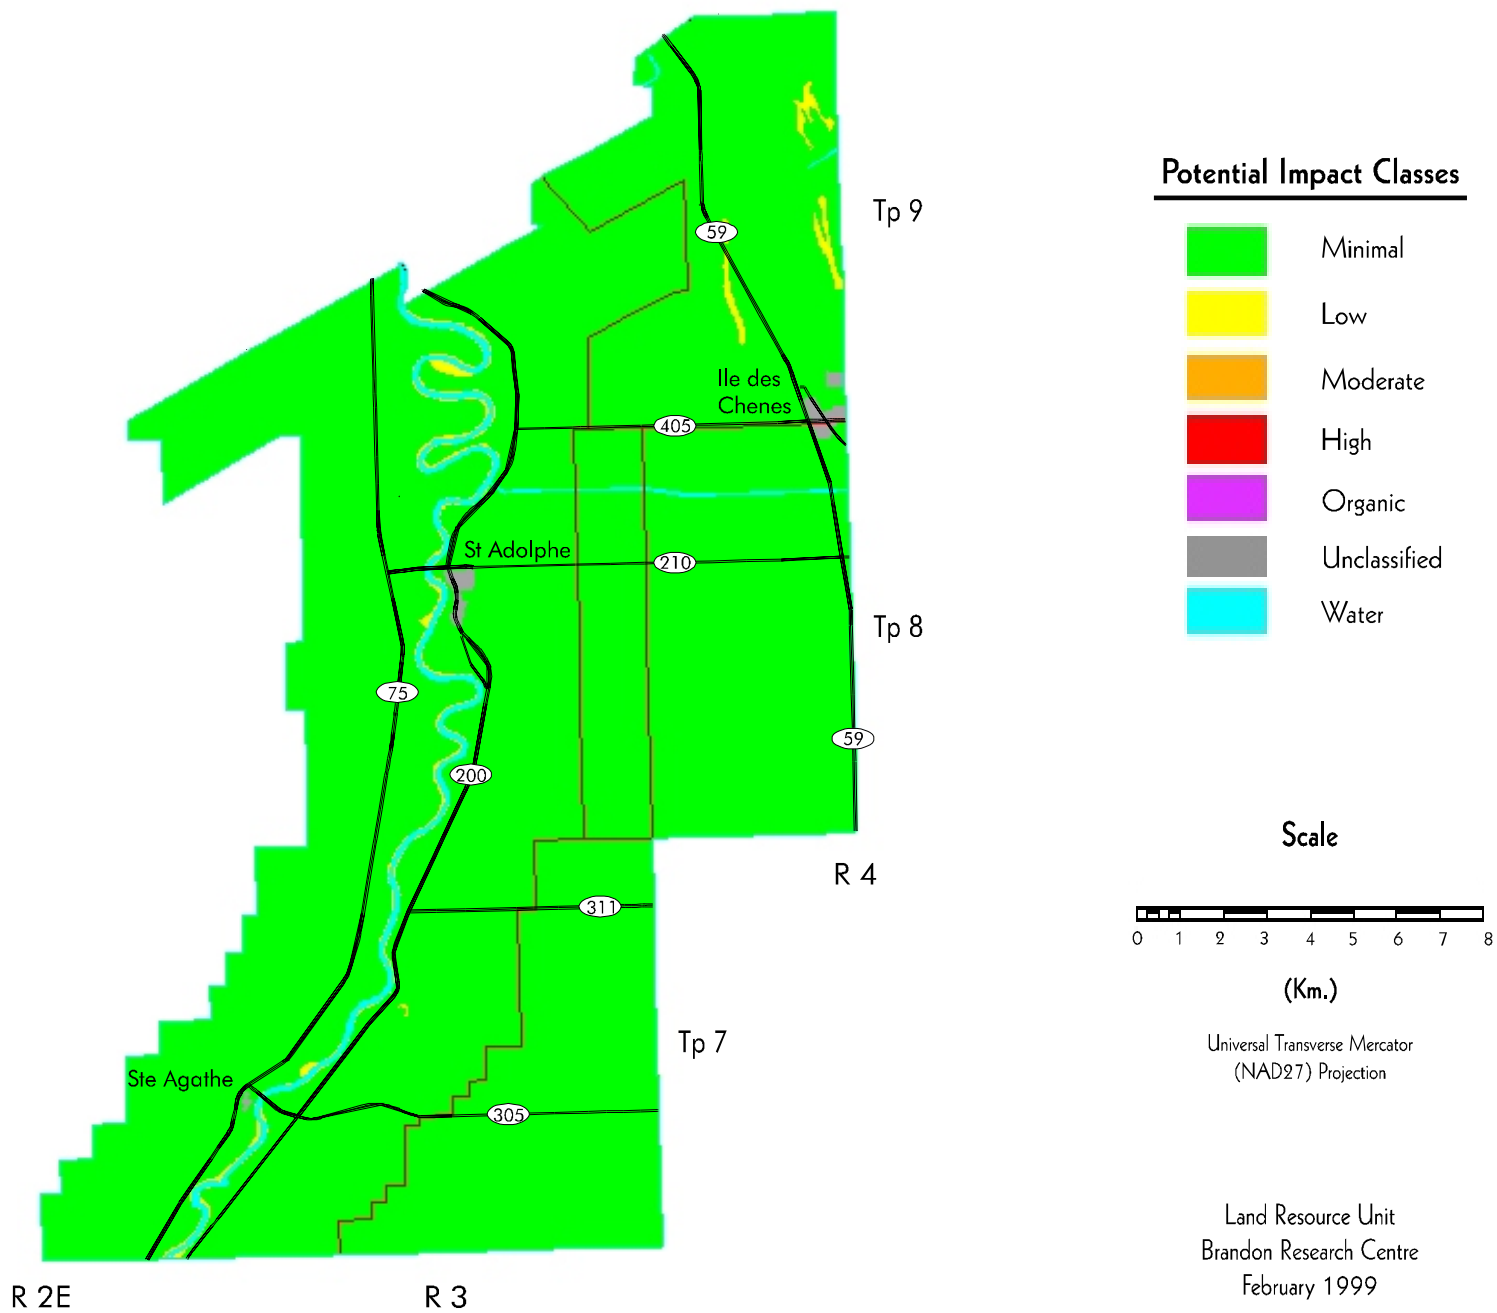 Potential Impact Classes
Minimal
Low
Moderate
High
Organic
Unclassified
Water
Tp 9
59
Ile des
Chenes
405
St Adolphe
210
Tp 8
75
59
200
R 4
311
Tp 7
Ste Agathe
305
R 2E
R 3
Scale
0 1 2 3 4 5 6 7 8
(Km.)
Universal Transverse Mercator
(NAD27) Projection
Land Resource Unit
Brandon Research Centre
February 1999